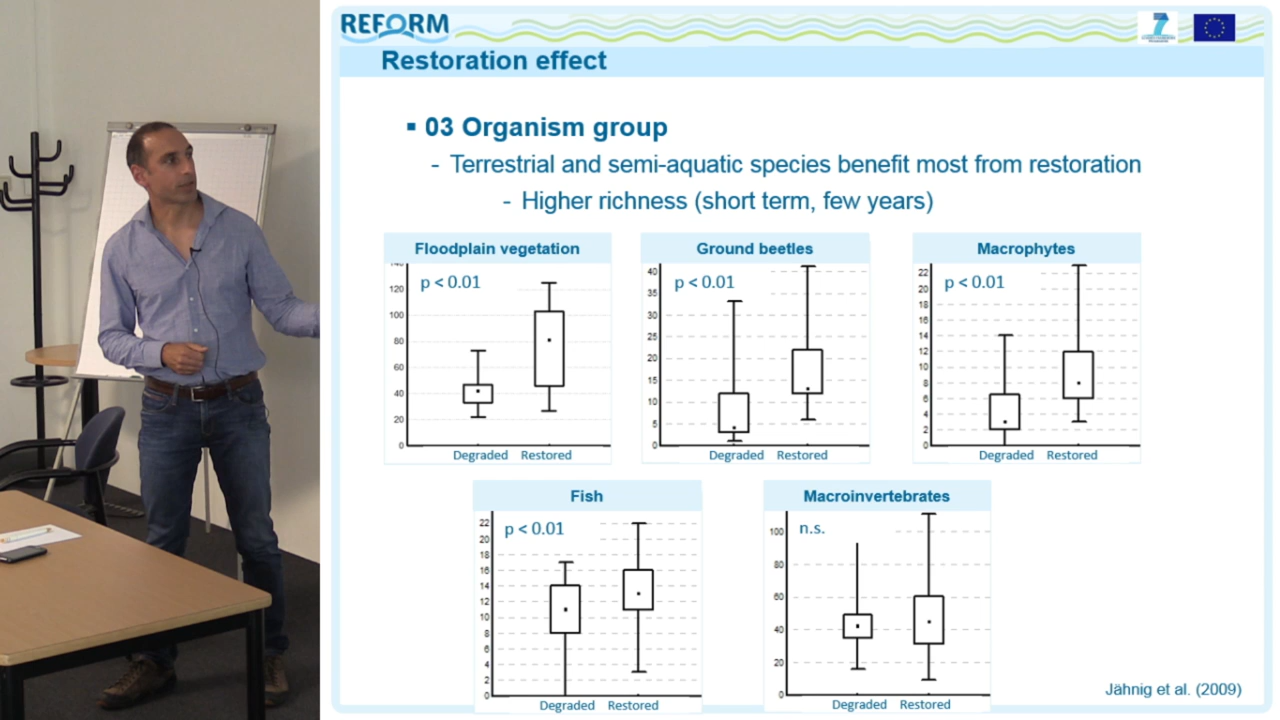 REFORM
7
Restoration effect
▪ 03 Organism group
- Terrestrial and semi-aquatic species benefit most from restoration
- Higher richness (short term, few years)
Floodplain vegetation
p < 0.01
140
120
100
80
60
40
20
0
Degraded Restored
Ground beetles
p < 0.01
40
35
30
25
20
15
10
5
0
Degraded Restored
Macrophytes
p < 0.01
22
20
18
16
14
12
10
8
6
4
2
0
Degraded Restored
Fish
p < 0.01
22
20
18
16
14
12
10
8
6
4
2
0
Degraded Restored
Macroinvertebrates
n.s.
100
80
60
40
20
0
Degraded Restored
Jähnig et al. (2009)